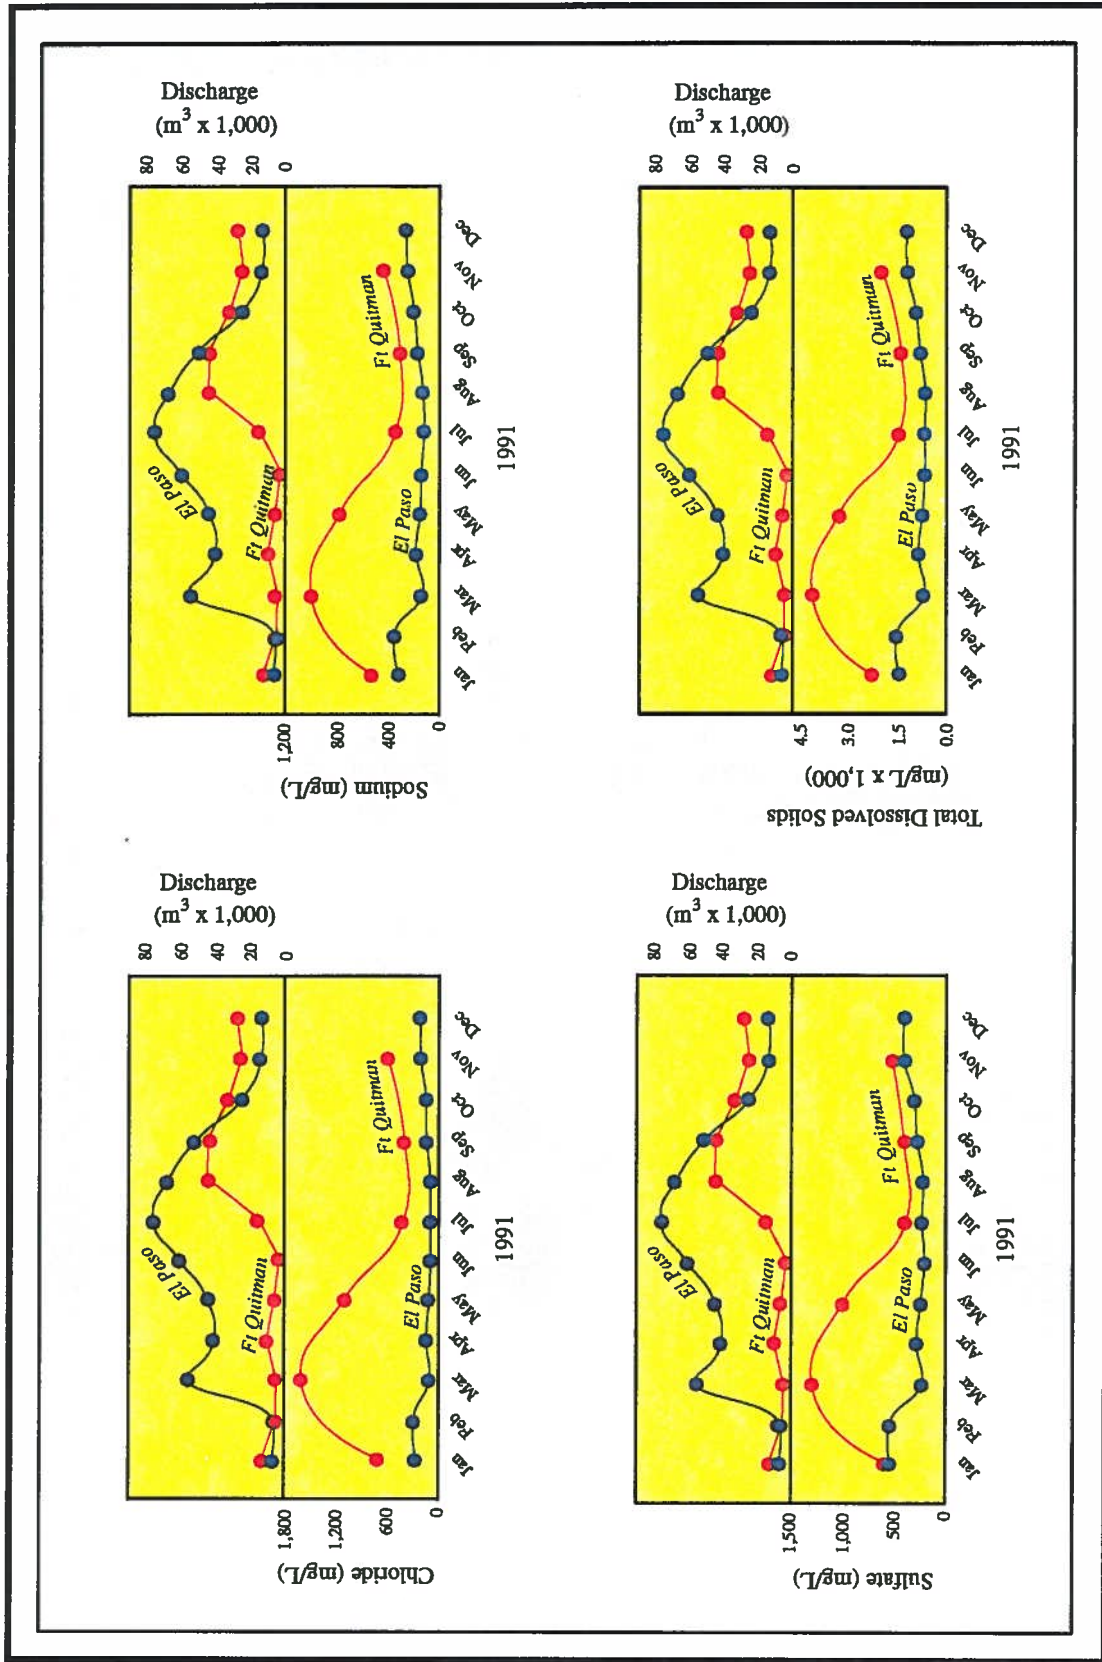 Discharge
(m³ x 1,000)
80
60
40
20
0
El Paso
Ft Quitman
1,800
1,200
600
0
Chloride (mg/L)
Ft Quitman
El Paso
Jan
Feb
Mar
Apr
May
Jun
Jul
Aug
Sep
Oct
Nov
Dec
1991
Discharge
(m³ x 1,000)
80
60
40
20
0
El Paso
Ft Quitman
1,200
800
400
0
Sodium (mg/L)
Ft Quitman
El Paso
Jan
Feb
Mar
Apr
May
Jun
Jul
Aug
Sep
Oct
Nov
Dec
1991
Discharge
(m³ x 1,000)
80
60
40
20
0
El Paso
Ft Quitman
1,500
1,000
500
0
Sulfate (mg/L)
Ft Quitman
El Paso
Jan
Feb
Mar
Apr
May
Jun
Jul
Aug
Sep
Oct
Nov
Dec
1991
Discharge
(m³ x 1,000)
80
60
40
20
0
El Paso
Ft Quitman
4.5
3.0
1.5
0.0
Total Dissolved Solids
(mg/L x 1,000)
Ft Quitman
El Paso
Jan
Feb
Mar
Apr
May
Jun
Jul
Aug
Sep
Oct
Nov
Dec
1991